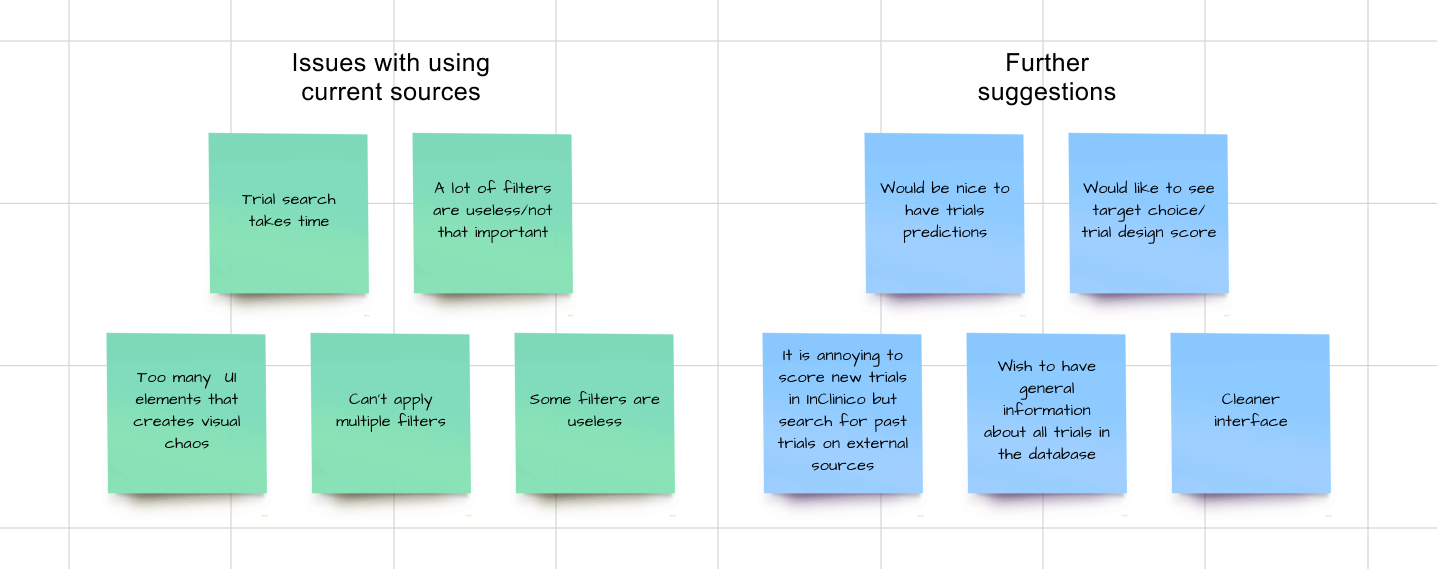 Issues with using
current sources
Trial search
takes time
A lot of filters
are useless/not
that important
Too many UI
elements that
creates visual
chaos
Can't apply
multiple filters
Some filters are
useless
Further
suggestions
Would be nice to
have trials
predictions
Would like to see
target choice/
trial design score
It is annoying to
score new trials
in InClinico but
search for past
trials on external
sources
Wish to have
general
information
about all trials in
the database
Cleaner
interface